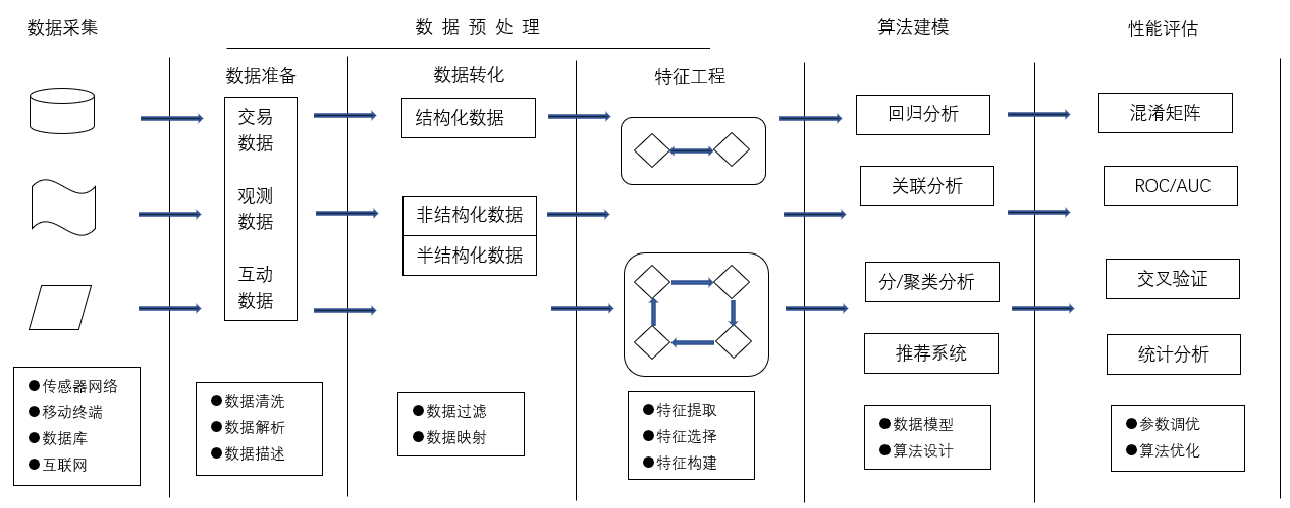 数据采集
数据预处理
算法建模
性能评估
数据准备
数据转化
特征工程
交易
数据
观测
数据
互动
数据
结构化数据
非结构化数据
半结构化数据
回归分析
关联分析
分/聚类分析
推荐系统
混淆矩阵
ROC/AUC
交叉验证
统计分析
●传感器网络
●移动终端
●数据库
●互联网
●数据清洗
●数据解析
●数据描述
●数据过滤
●数据映射
●特征提取
●特征选择
●特征构建
●数据模型
●算法设计
●参数调优
●算法优化